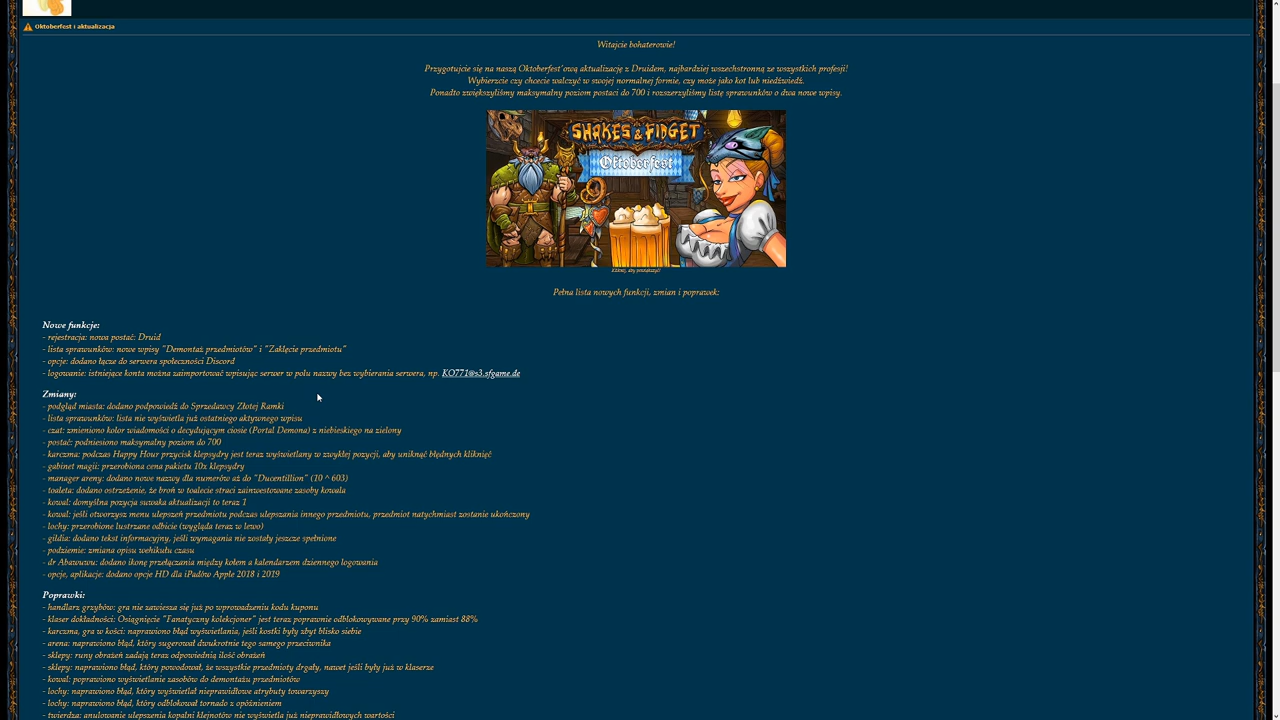 Oktoberfest i aktualizacja
Witajcie bohaterowie!
Przygotujcie się na naszą Oktoberfest'ową aktualizację z Druidem, najbardziej wszechstronną ze wszystkich profesji!
Wybierzcie czy chcecie walczyć w swojej normalnej formie, czy może jako kot lub niedźwiedź.
Ponadto zwiększyliśmy maksymalny poziom postaci do 700 i rozszerzyliśmy listę sprawunków o dwa nowe wpisy.
SHAKES & FIDGET
Oktoberfest
Kliknij, aby powiększyć!
Pełna lista nowych funkcji, zmian i poprawek:
Nowe funkcje:
- rejestracja: nowa postać: Druid
- lista sprawunków: nowe wpisy "Demontaż przedmiotów" i "Zaklęcie przedmiotu"
- opcje: dodano łącze do serwera społeczności Discord
- logowanie: istniejące konta można zaimportować wpisując serwer w polu nazwy bez wybierania serwera, np. KO771@s3.sfgame.de
Zmiany:
- podgląd miasta: dodano podpowiedź do Sprzedawcy Złotej Ramki
- lista sprawunków: lista nie wyświetla już ostatniego aktywnego wpisu
- czat: zmieniono kolor wiadomości o decydującym ciosie (Portal Demona) z niebieskiego na zielony
- postać: podniesiono maksymalny poziom do 700
- karczma: podczas Happy Hour przycisk klepsydry jest teraz wyświetlany w zwykłej pozycji, aby uniknąć błędnych kliknięć
- gabinet magii: przerobiona cena pakietu 10x klepsydry
- manager areny: dodano nowe nazwy dla numerów aż do "Ducentillion" (10 ^ 603)
- toaleta: dodano ostrzeżenie, że broń w toalecie straci zainwestowane zasoby kowala
- kowal: domyślna pozycja suwaka aktualizacji to teraz 1
- kowal: jeśli otworzysz menu ulepszeń przedmiotu podczas ulepszania innego przedmiotu, przedmiot natychmiast zostanie ukończony
- lochy: przerobione lustrzane odbicie (wygląda teraz w lewo)
- gildia: dodano tekst informacyjny, jeśli wymagania nie zostały jeszcze spełnione
- podziemie: zmiana opisu wehikułu czasu
- dr Abawuwu: dodano ikonę przełączania między kołem a kalendarzem dziennego logowania
- opcje, aplikacje: dodano opcje HD dla iPadów Apple 2018 i 2019
Poprawki:
- handlarz grzybów: gra nie zawiesza się już po wprowadzeniu kodu kuponu
- klaser dokładności: Osiągnięcie "Fanatyczny kolekcjoner" jest teraz poprawnie odblokowywane przy 90% zamiast 88%
- karczma, gra w kości: naprawiono błąd wyświetlania, jeśli kostki były zbyt blisko siebie
- arena: naprawiono błąd, który sugerował dwukrotnie tego samego przeciwnika
- sklepy: runy obrażeń zadają teraz odpowiednią ilość obrażeń
- sklepy: naprawiono błąd, który powodował, że wszystkie przedmioty drgały, nawet jeśli były już w klaserze
- kowal: poprawiono wyświetlanie zasobów do demontażu przedmiotów
- lochy: naprawiono błąd, który wyświetlał nieprawidłowe atrybuty towarzyszy
- lochy: naprawiono błąd, który odblokował tornado z opóźnieniem
- twierdza: anulowanie ulepszenia kopalni klejnotów nie wyświetla już nieprawidłowych wartości